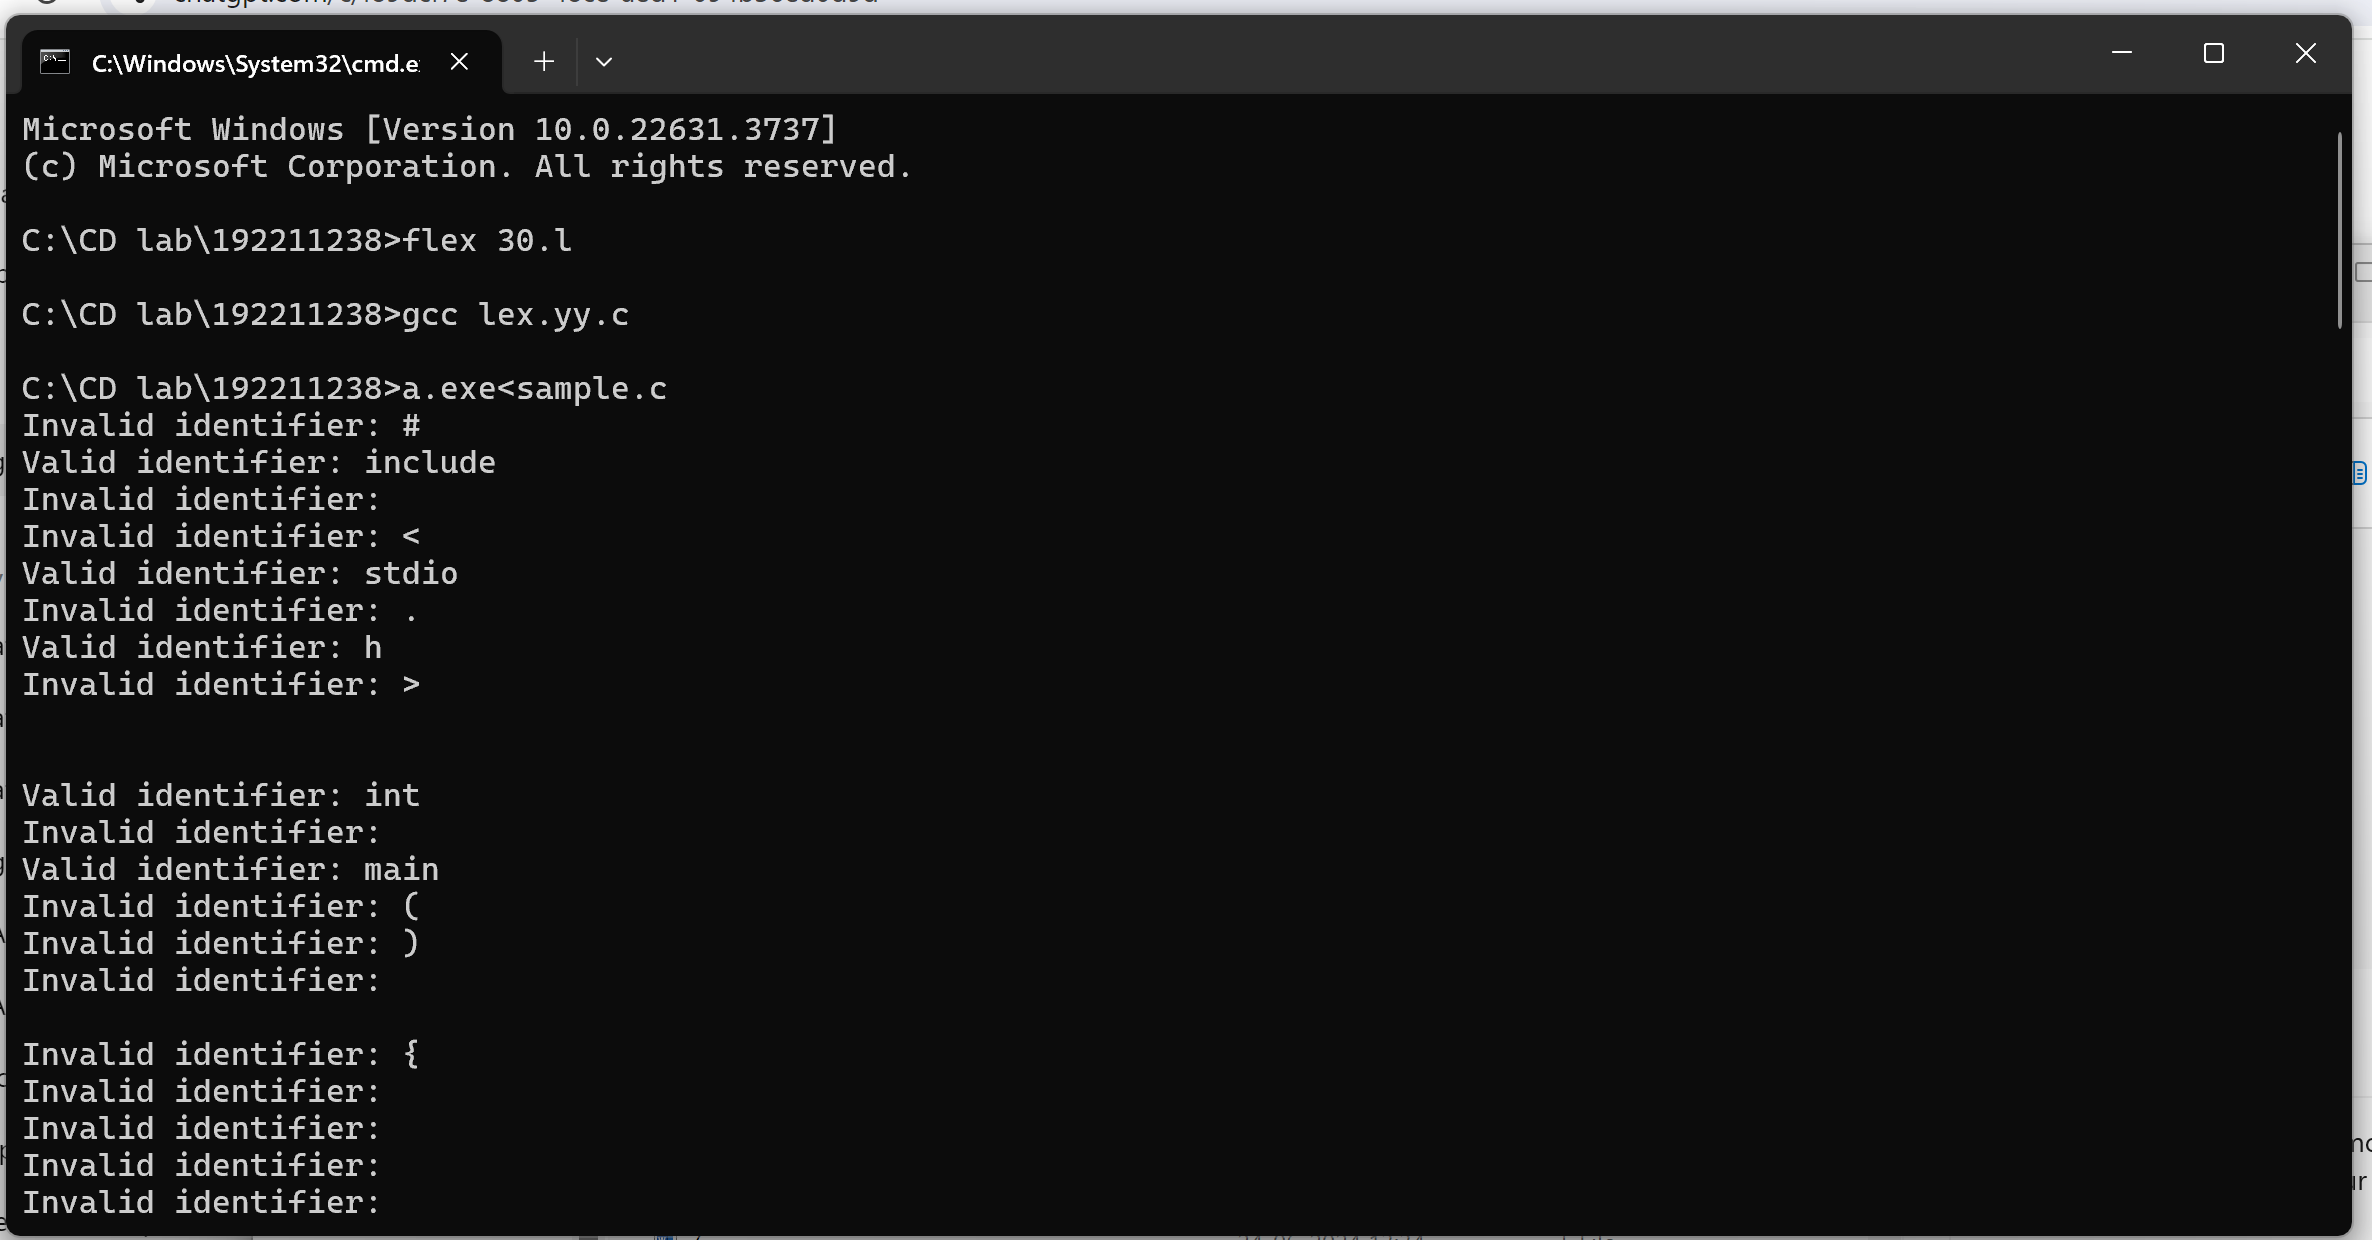 C:\Windows\System32\cmd.e
Microsoft Windows [Version 10.0.22631.3737]
(c) Microsoft Corporation. All rights reserved.
C:\CD lab\192211238>flex 30.l
C:\CD lab\192211238>gcc lex.yy.c
C:\CD lab\192211238>a.exe<sample.c
Invalid identifier: #
Valid identifier: include
Invalid identifier:
Invalid identifier: <
Valid identifier: stdio
Invalid identifier: .
Valid identifier: h
Invalid identifier: >
Valid identifier: int
Invalid identifier:
Valid identifier: main
Invalid identifier: (
Invalid identifier: )
Invalid identifier:
Invalid identifier: {
Invalid identifier:
Invalid identifier:
Invalid identifier:
Invalid identifier: